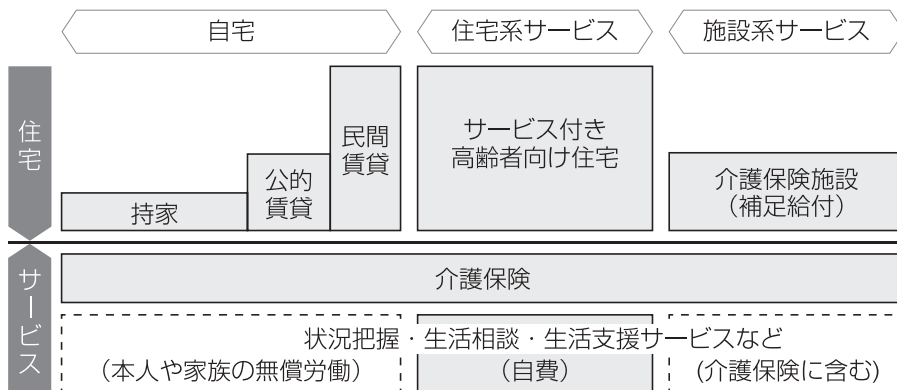 自宅
住宅系サービス
施設系サービス
住宅
持家
公的
賃貸
民間
賃貸
サービス付き
高齢者向け住宅
介護保険施設
（補足給付）
サービス
介護保険
状況把握・生活相談・生活支援サービスなど
（本人や家族の無償労働）
（自費）
（介護保険に含む）